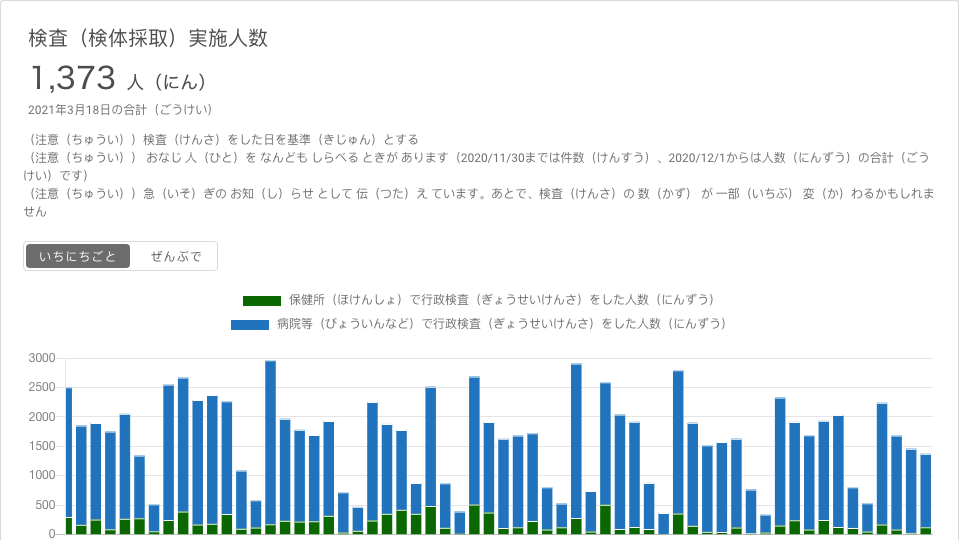 検査（検体採取）実施人数
1,373 人（にん）
2021年3月18日の合計（ごうけい）
（注意（ちゅうい））検査（けんさ）をした日を基準（きじゅん）とする
（注意（ちゅうい）） おなじ 人（ひと）を なんども しらべる ときが あります（2020/11/30までは件数（けんすう）、2020/12/1からは人数（にんずう）の合計（ごう
けい）です）
（注意（ちゅうい））急（いそ）ぎの お知（し）らせ として 伝（つた）え ています。あとで、検査（けんさ）の 数（かず） が 一部（いちぶ） 変（か）わるかもしれま
せん
いちにちごと ぜんぶで
保健所（ほけんしょ）で行政検査（ぎょうせいけんさ）をした人数（にんずう）
病院等（びょういんなど）で行政検査（ぎょうせいけんさ）をした人数（にんずう）
3000
2500
2000
1500
1000
500
0